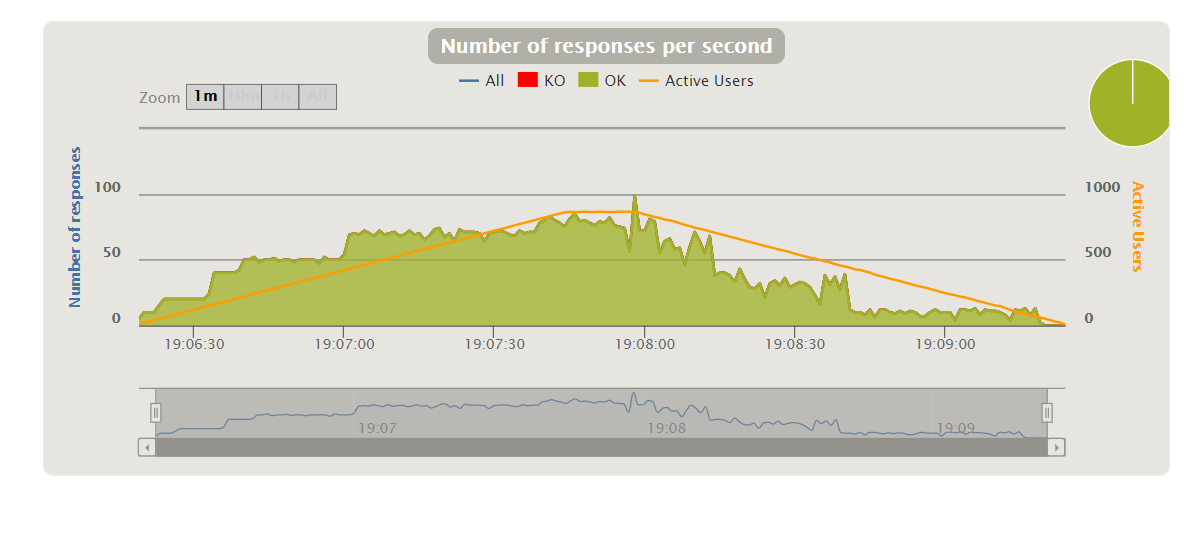 Number of responses per second
All KO OK Active Users
Zoom 1m 10m 1h All
Number of responses
100
50
0
1000
500
0
Active Users
19:06:30 19:07:00 19:07:30 19:08:00 19:08:30 19:09:00
19:07 19:08 19:09